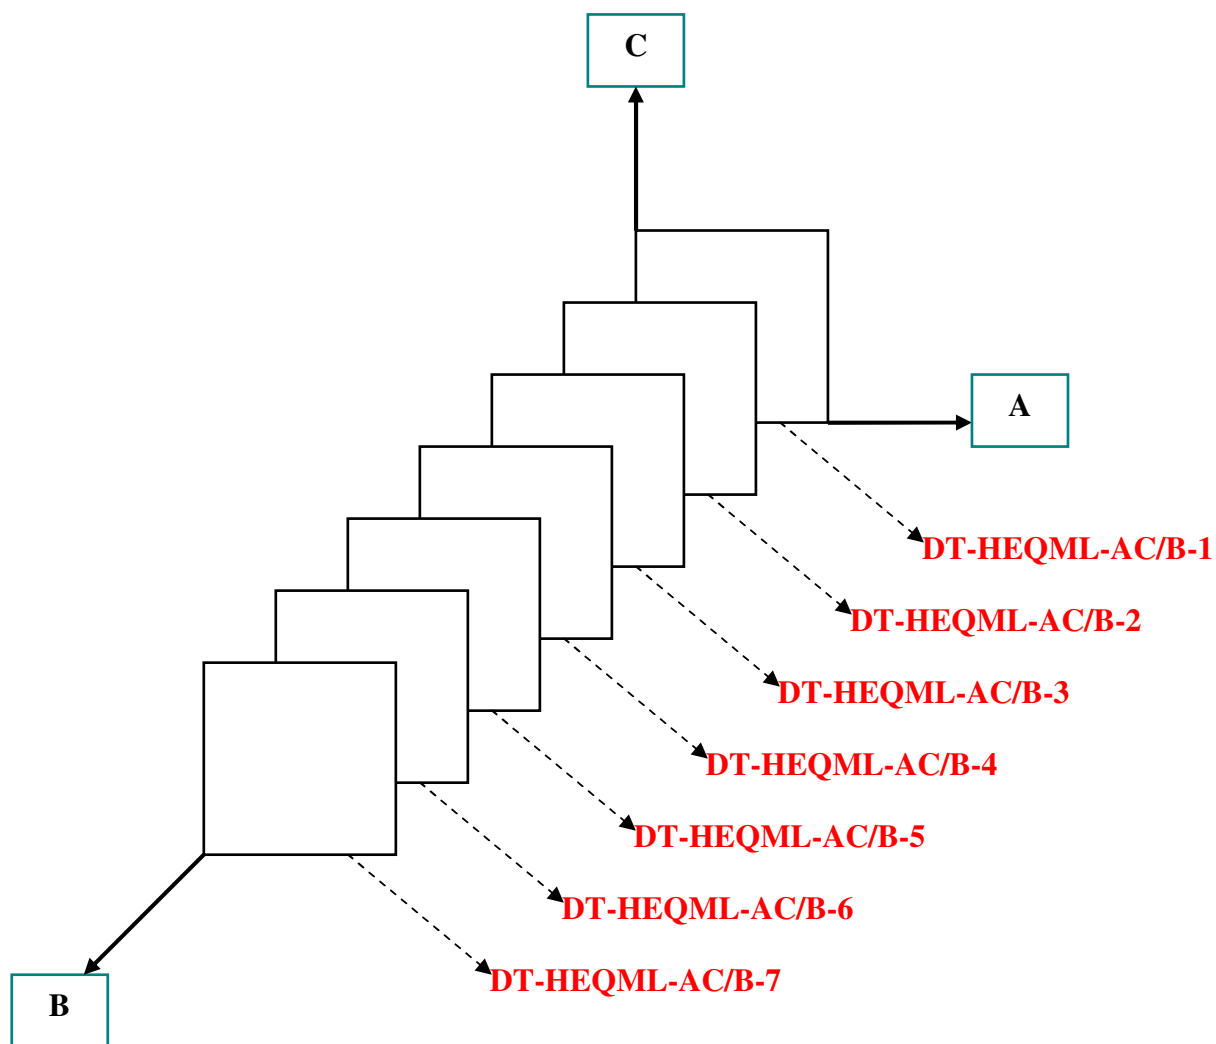 C
A
DT-HEQML-AC/B-1
DT-HEQML-AC/B-2
DT-HEQML-AC/B-3
DT-HEQML-AC/B-4
DT-HEQML-AC/B-5
DT-HEQML-AC/B-6
DT-HEQML-AC/B-7
B